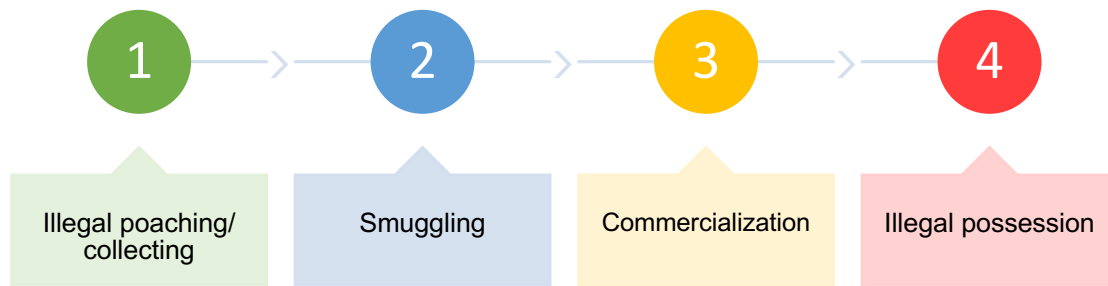 1
2
3
4
Illegal poaching/
collecting
Smuggling
Commercialization
Illegal possession